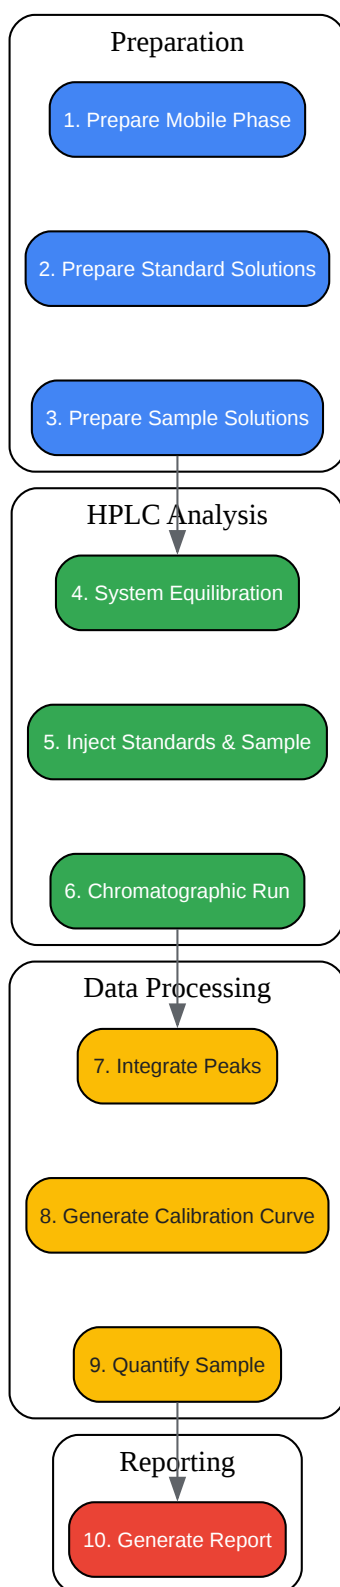 Preparation
1. Prepare Mobile Phase
2. Prepare Standard Solutions
3. Prepare Sample Solutions
HPLC Analysis
4. System Equilibration
5. Inject Standards & Sample
6. Chromatographic Run
Data Processing
7. Integrate Peaks
8. Generate Calibration Curve
9. Quantify Sample
Reporting
10. Generate Report